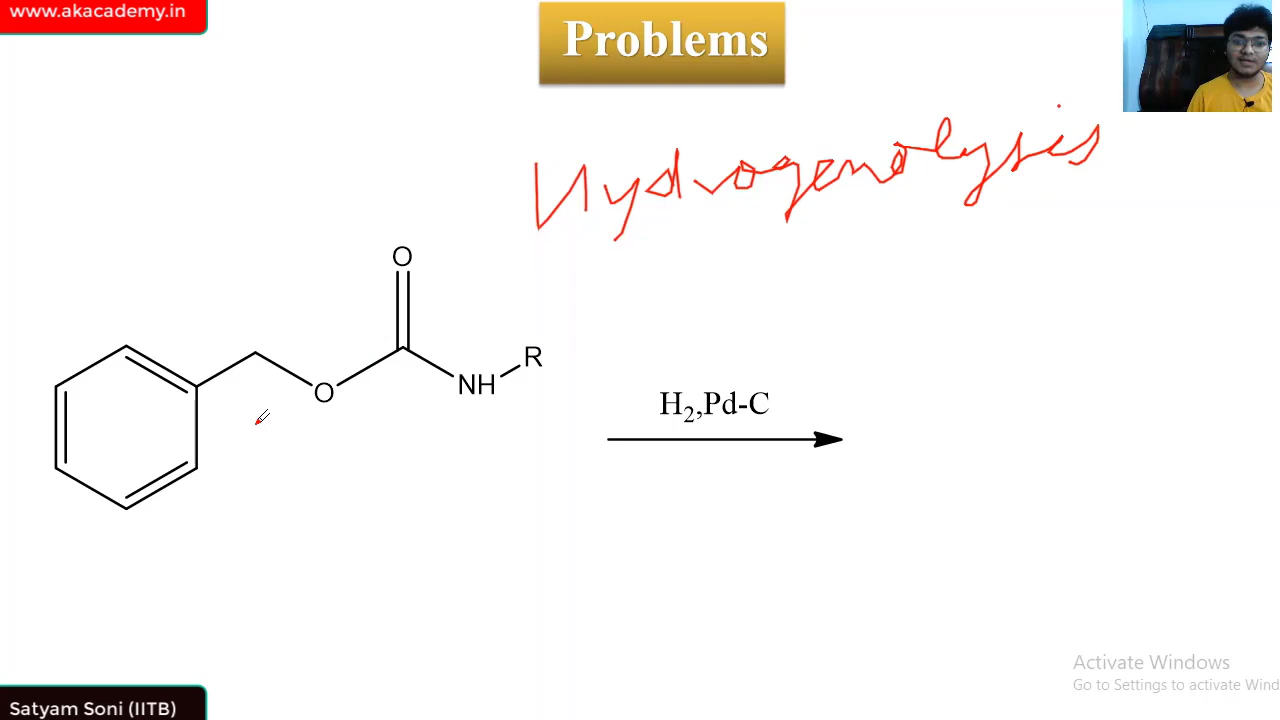 www.akacademy.in
Problems
Hydrogenolysis
O
O
NH
R
H₂,Pd-C
Activate Windows
Go to Settings to activate Wind
Satyam Soni (IITB)